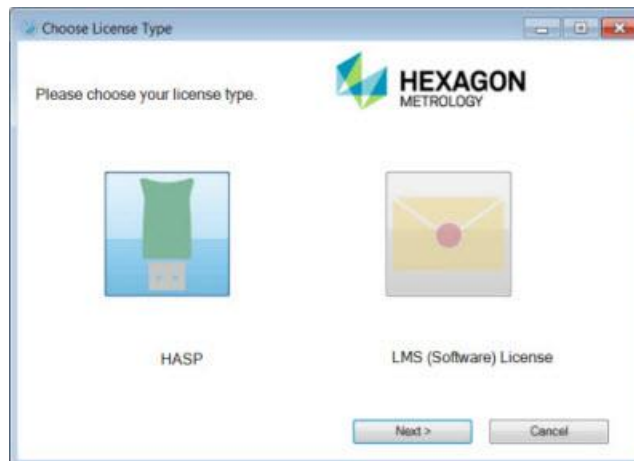 Choose License Type
Please choose your license type.
HEXAGON
METROLOGY
HASP
LMS (Software) License
Next >
Cancel